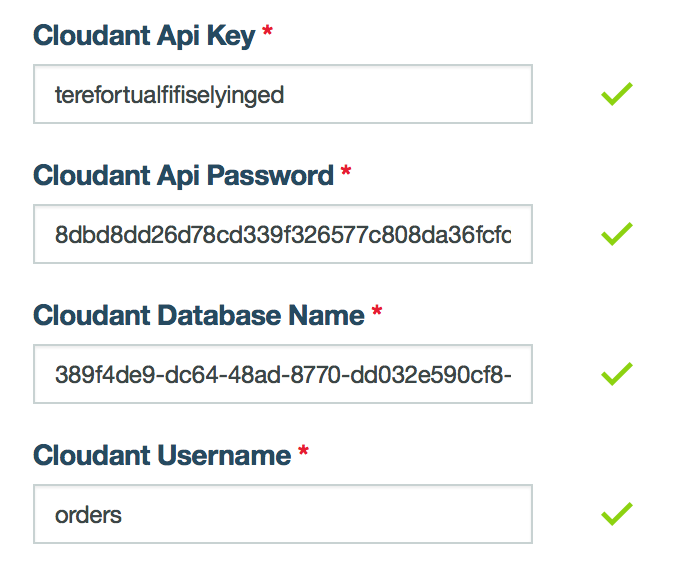 Cloudant Api Key *
terefortualfifiselyinged
Cloudant Api Password *
8dbd8dd26d78cd339f326577c808da36fcfc
Cloudant Database Name *
389f4de9-dc64-48ad-8770-dd032e590cf8-
Cloudant Username *
orders